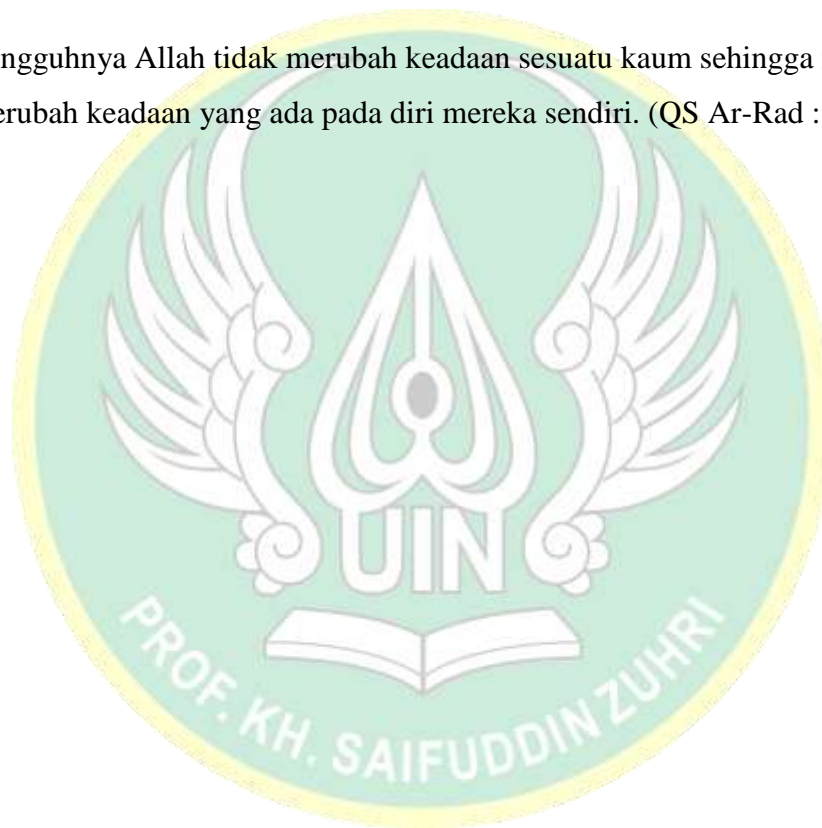 ngguhnya Allah tidak merubah keadaan sesuatu kaum sehingga
erubah keadaan yang ada pada diri mereka sendiri. (QS Ar-Rad :
UIN
PROF. KH. SAIFUDDIN ZUHRI